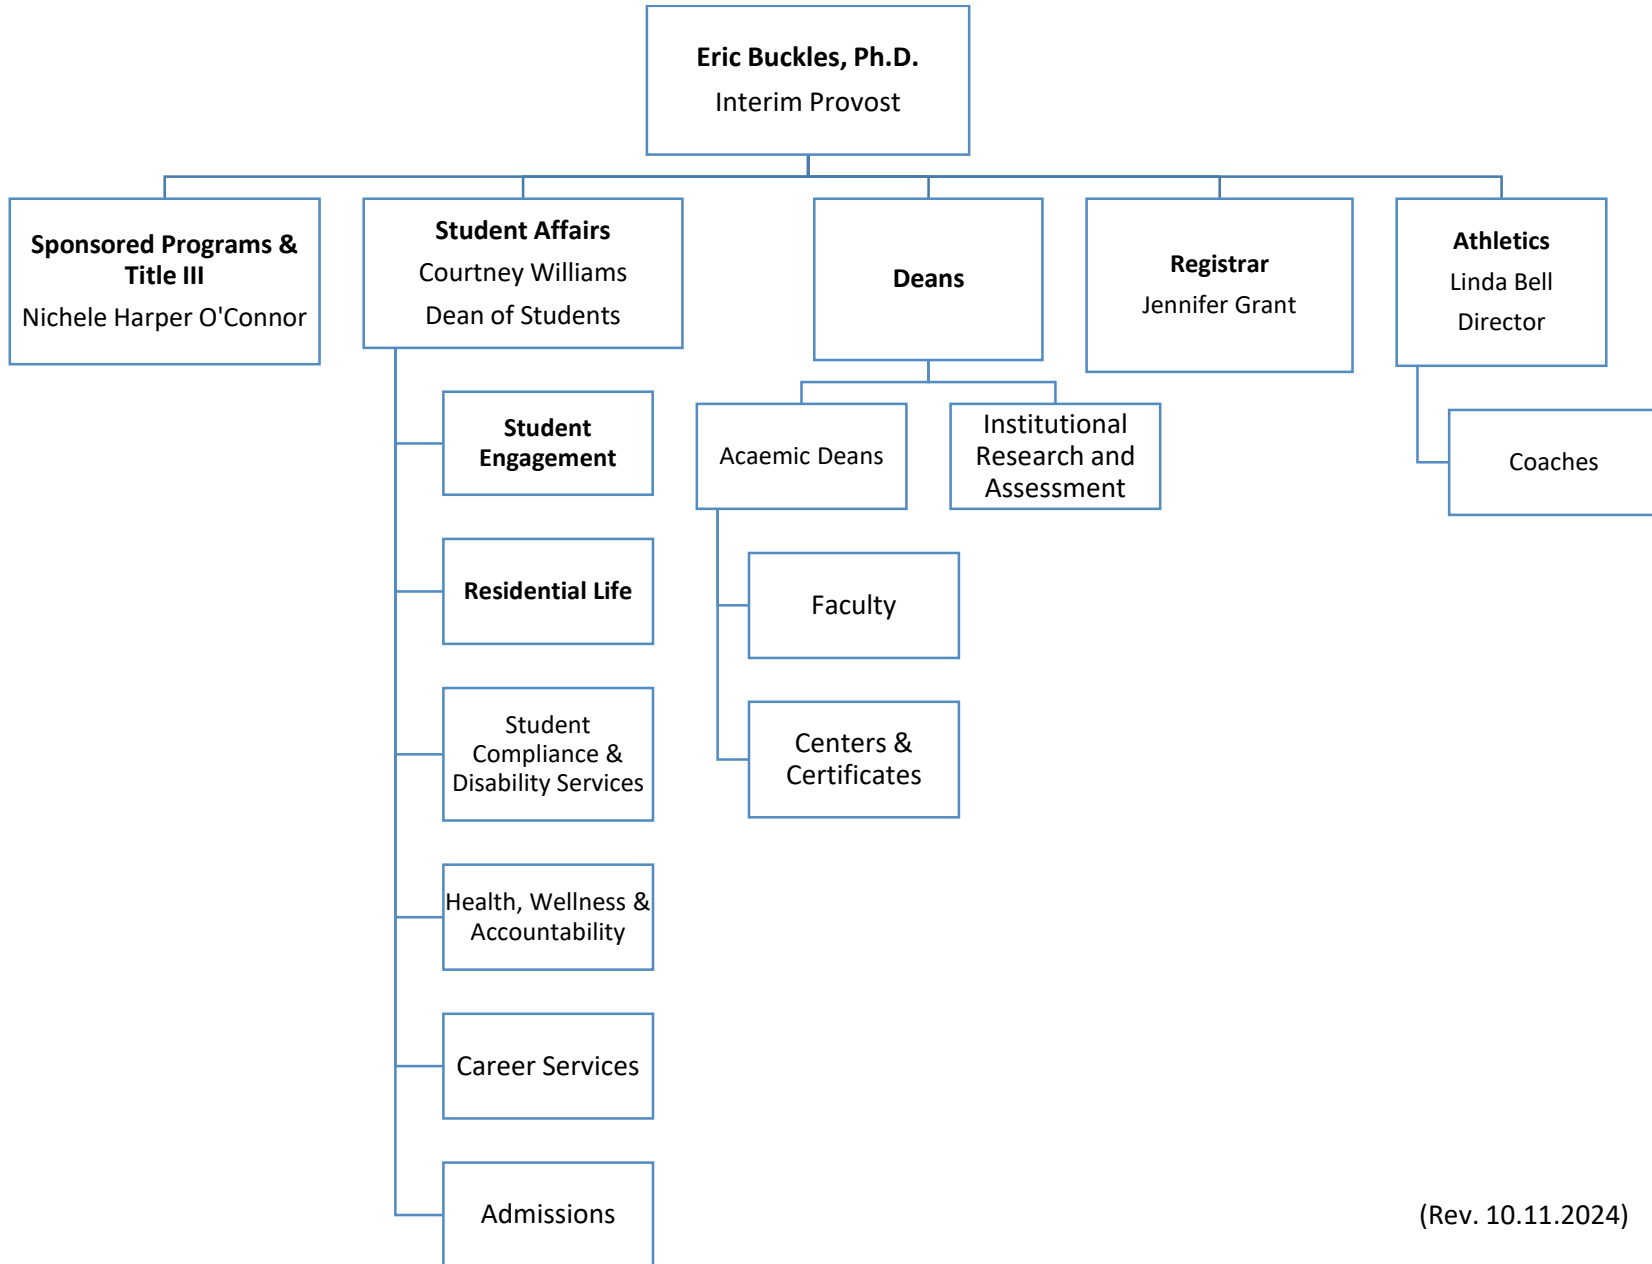 Eric Buckles, Ph.D.
Interim Provost
Sponsored Programs &
Title III
Nichele Harper O'Connor
Student Affairs
Courtney Williams
Dean of Students
Deans
Registrar
Jennifer Grant
Athletics
Linda Bell
Director
Student
Engagement
Residential Life
Student
Compliance &
Disability Services
Health, Wellness &
Accountability
Career Services
Admissions
Acaemic Deans
Institutional
Research and
Assessment
Faculty
Centers &
Certificates
Coaches
(Rev. 10.11.2024)